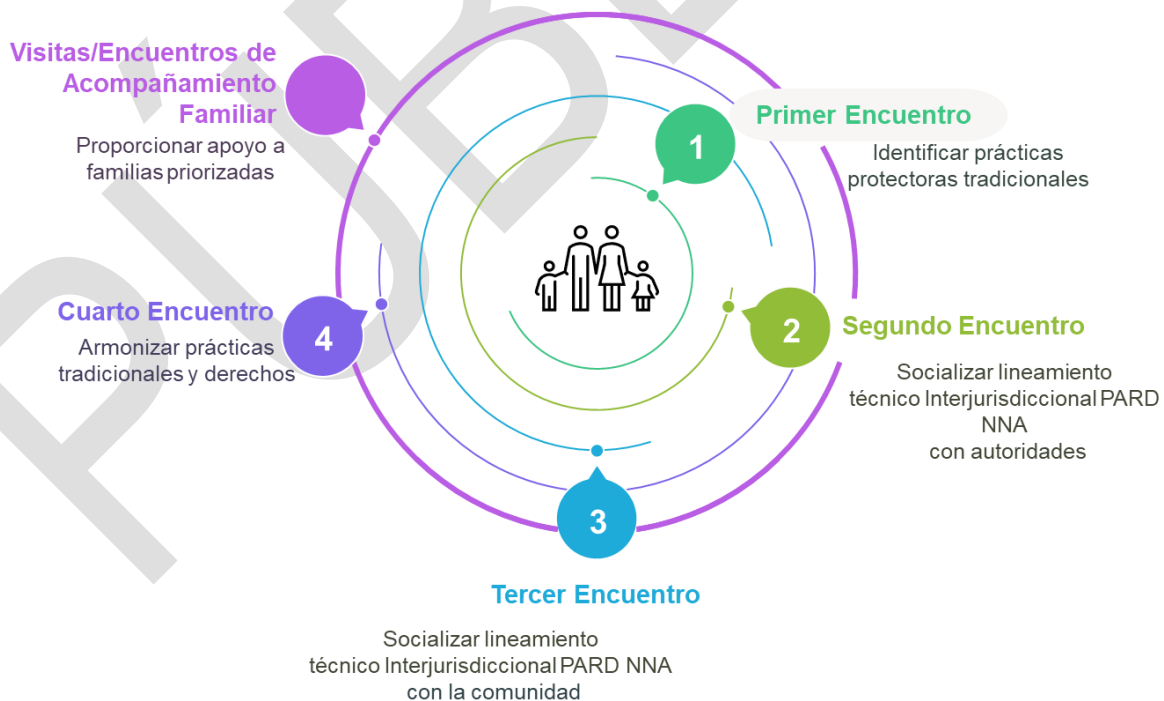 Visitas/Encuentros de
Acompañamiento
Familiar
Proporcionar apoyo a
familias priorizadas
1
Primer Encuentro
Identificar prácticas
protectoras tradicionales
2
Segundo Encuentro
Socializar lineamiento
técnico Interjurisdiccional PARD
NNA
con autoridades
3
Tercer Encuentro
Socializar lineamiento
técnico Interjurisdiccional PARD NNA
con la comunidad
4
Cuarto Encuentro
Armonizar prácticas
tradicionales y derechos